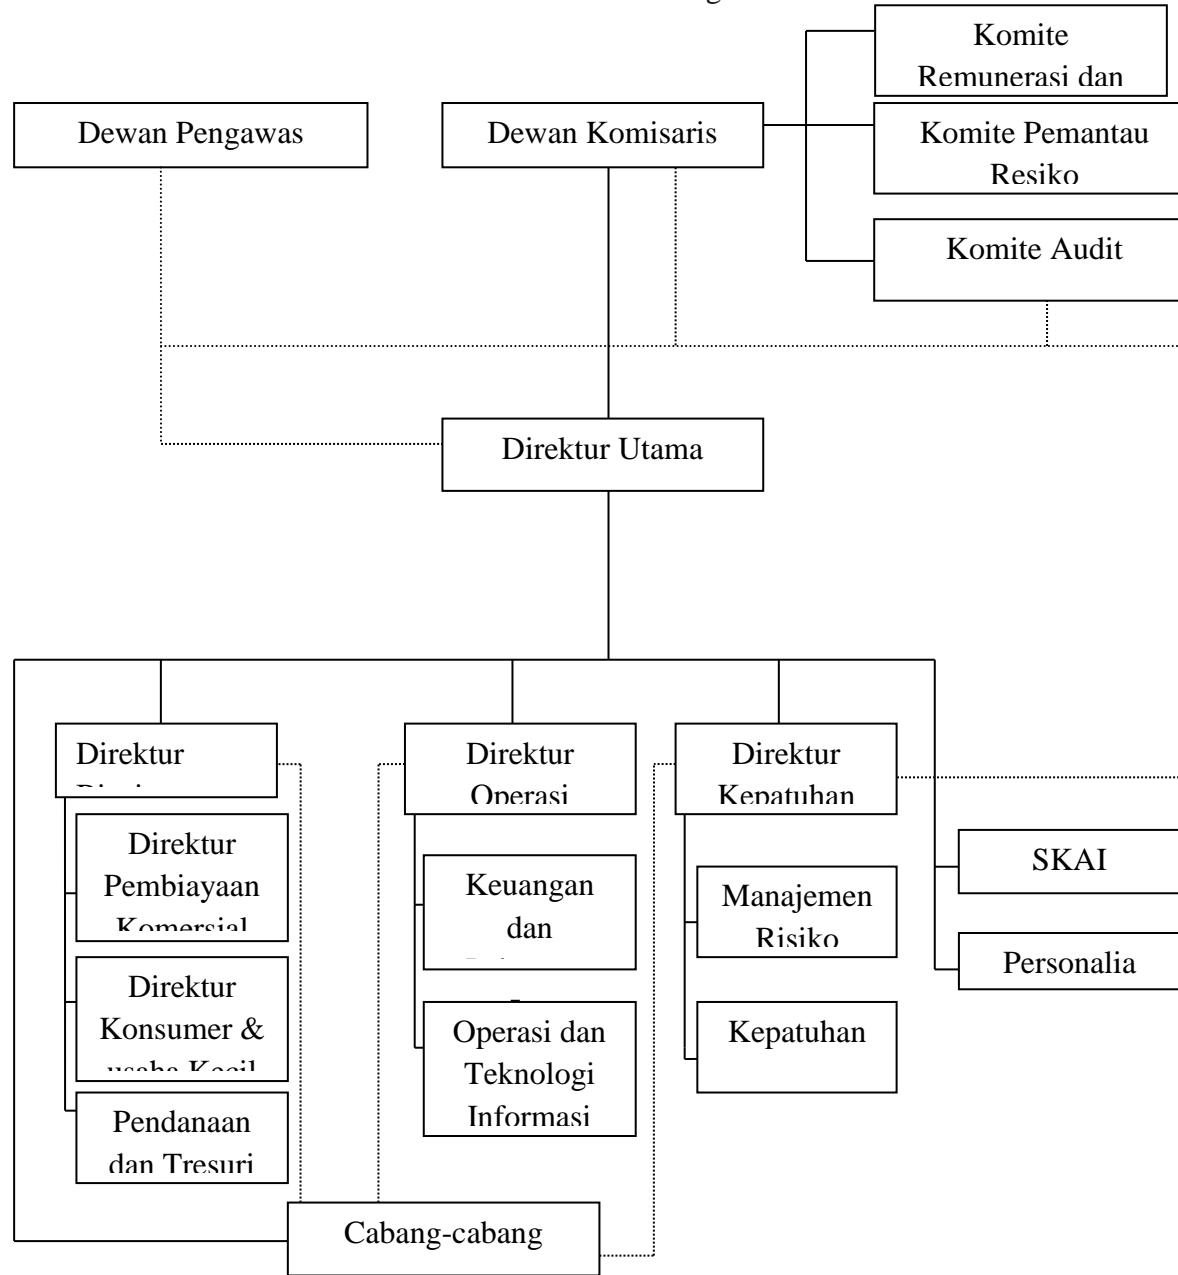 Komite
Remunerasi dan
Dewan Pengawas
Dewan Komisaris
Komite Pemantau
Resiko
Komite Audit
Direktur Utama
Direktur
Direktur
Operasi
Direktur
Kepatuhan
Direktur
Pembiayaan
Komersial
Keuangan
dan
Manajemen
Risiko
SKAI
Personalia
Direktur
Konsumer &
usaha Kecil
Operasi dan
Teknologi
Informasi
Kepatuhan
Pendanaan
dan Tresuri
Cabang-cabang